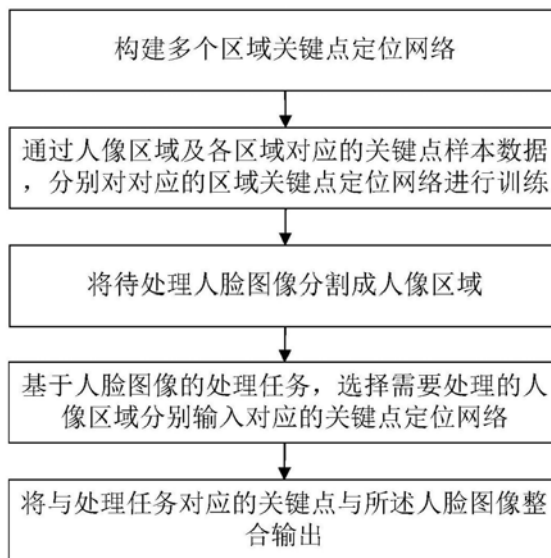 构建多个区域关键点定位网络
通过人像区域及各区域对应的关键点样本数据
，分别对对应的区域关键点定位网络进行训练
将待处理人脸图像分割成人像区域
基于人脸图像的处理任务，选择需要处理的人
像区域分别输入对应的关键点定位网络
将与处理任务对应的关键点与所述人脸图像整
合输出